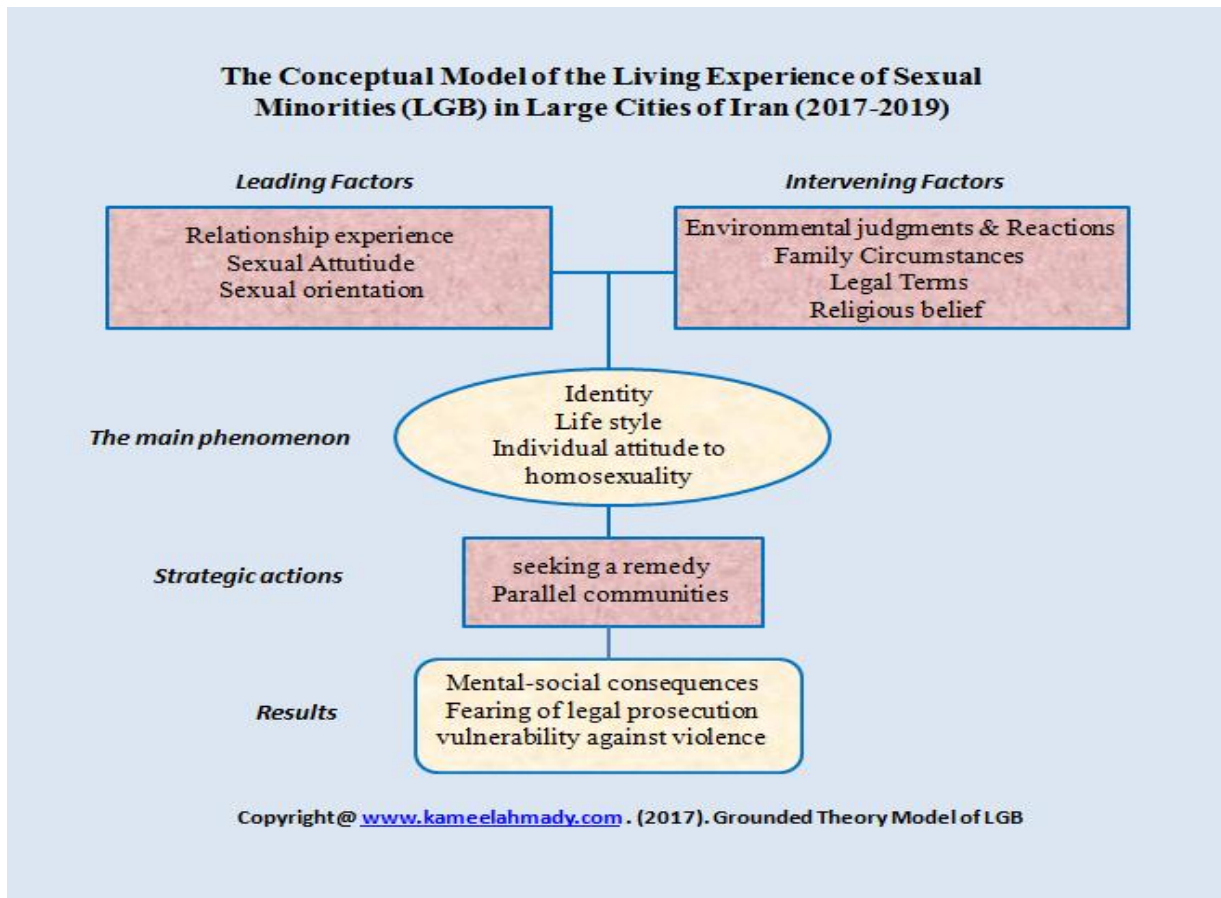 The Conceptual Model of the Living Experience of Sexual
Minorities (LGB) in Large Cities of Iran (2017-2019)
Leading Factors
Intervening Factors
Relationship experience
Sexual Attutiude
Sexual orientation
Environmental judgments & Reactions
Family Circumstances
Legal Terms
Religious belief
The main phenomenon
Identity
Life style
Individual attitude to
homosexuality
Strategic actions
seeking a remedy
Parallel communities
Results
Mental-social consequences
Fearing of legal prosecution
vulnerability against violence
Copyright@ www.kameelahmady.com . (2017). Grounded Theory Model of LGB